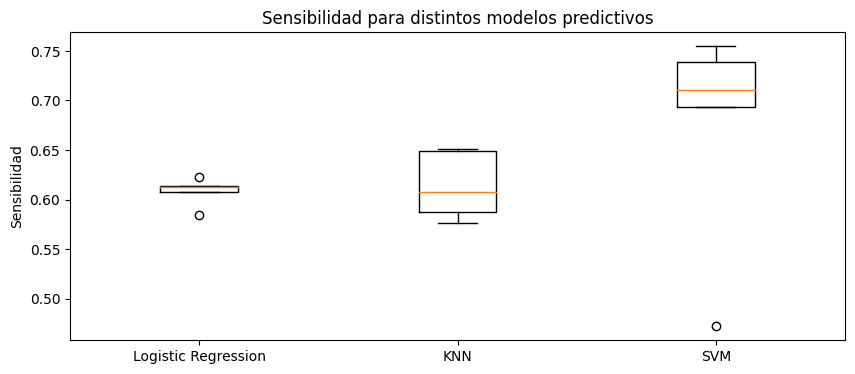 Sensibilidad para distintos modelos predictivos
Sensibilidad
0.75
0.70
0.65
0.60
0.55
0.50
Logistic Regression
KNN
SVM